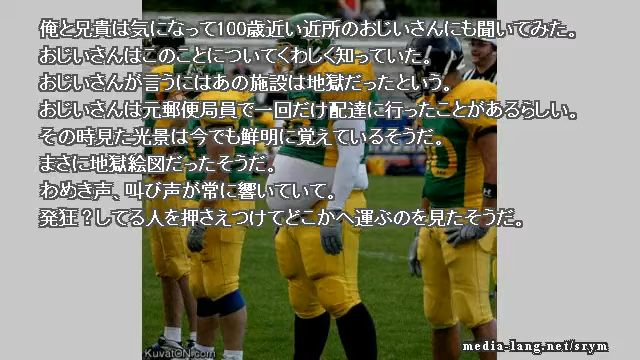 俺と兄貴は気になって100歳近い近所のおじいさんにも聞いてみた。
おじいさんはこのことについてくわしく知っていた。
おじいさんが言うにはあの施設は地獄だったという。
おじいさんは元郵便局員で一回だけ配達に行ったことがあるらしい。
その時見た光景は今でも鮮明に覚えているそうだ。
まさに地獄絵図だったそうだ。
わめき声、叫び声が常に響いていて。
発狂?してる人を押さえつけてどこかへ運ぶのを見たそうだ。
KuvatON.com
media-lang.net/srym